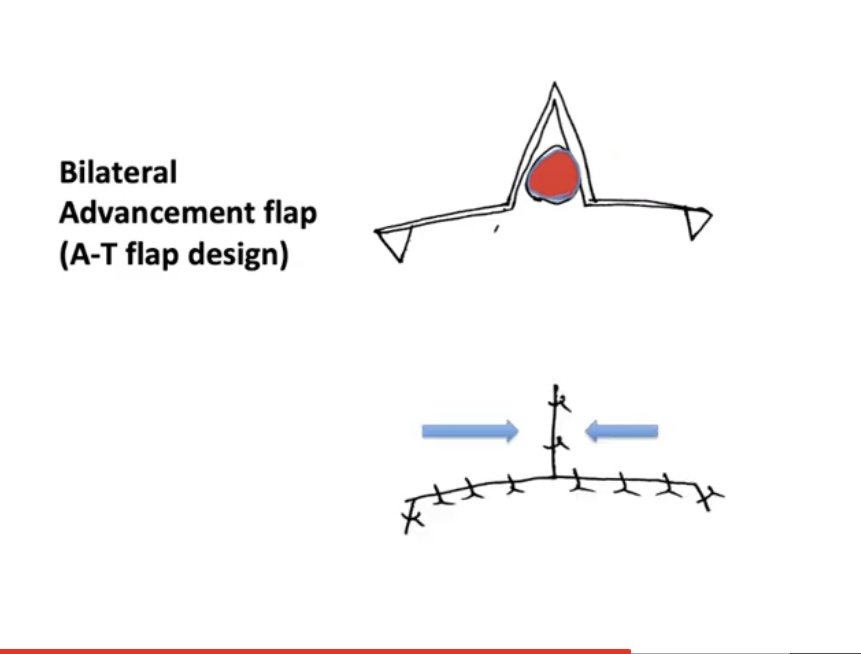 Bilateral
Advancement flap
(A-T flap design)